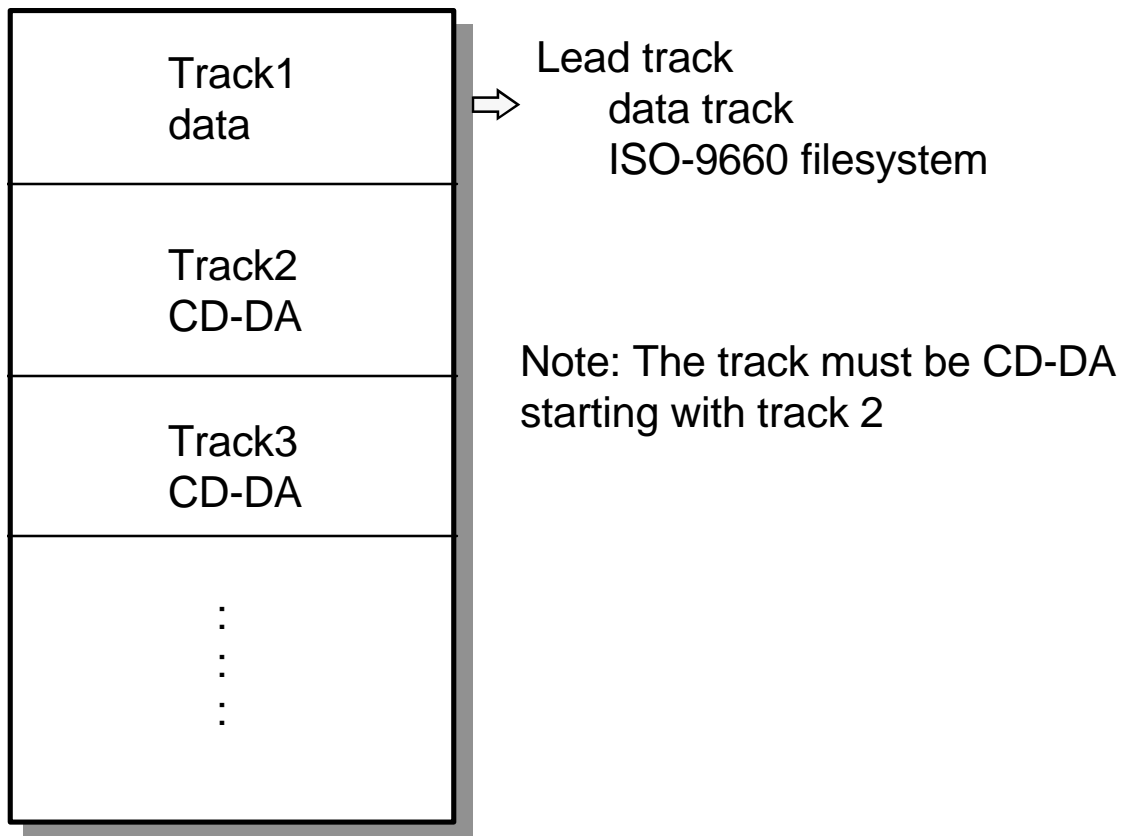 Track1
data
Lead track
data track
ISO-9660 filesystem
Track2
CD-DA
Note: The track must be CD-DA
starting with track 2
Track3
CD-DA
:
:
: